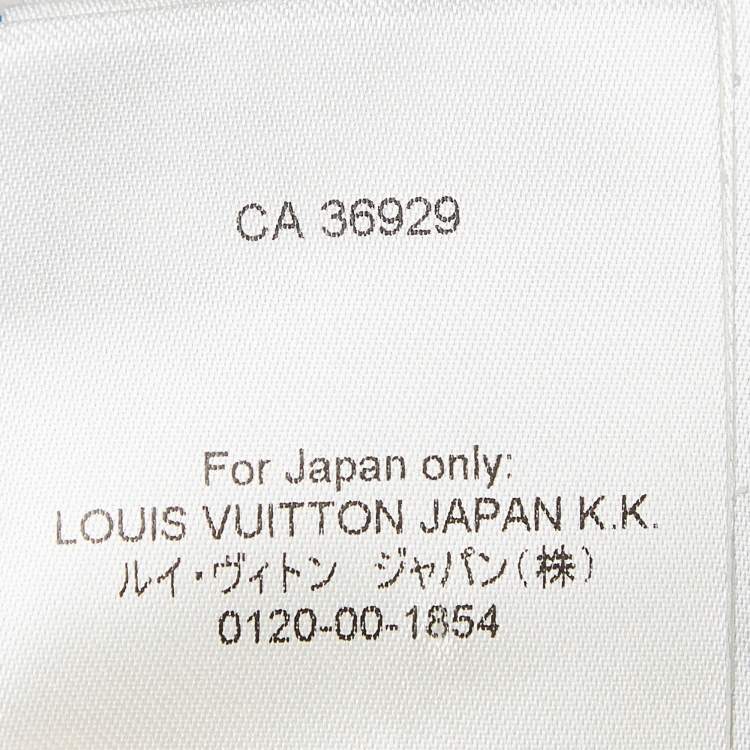 CA 36929
For Japan only:
LOUIS VUITTON JAPAN K.K.
ルイ・ヴィトン ジャパン(株)
0120-00-1854